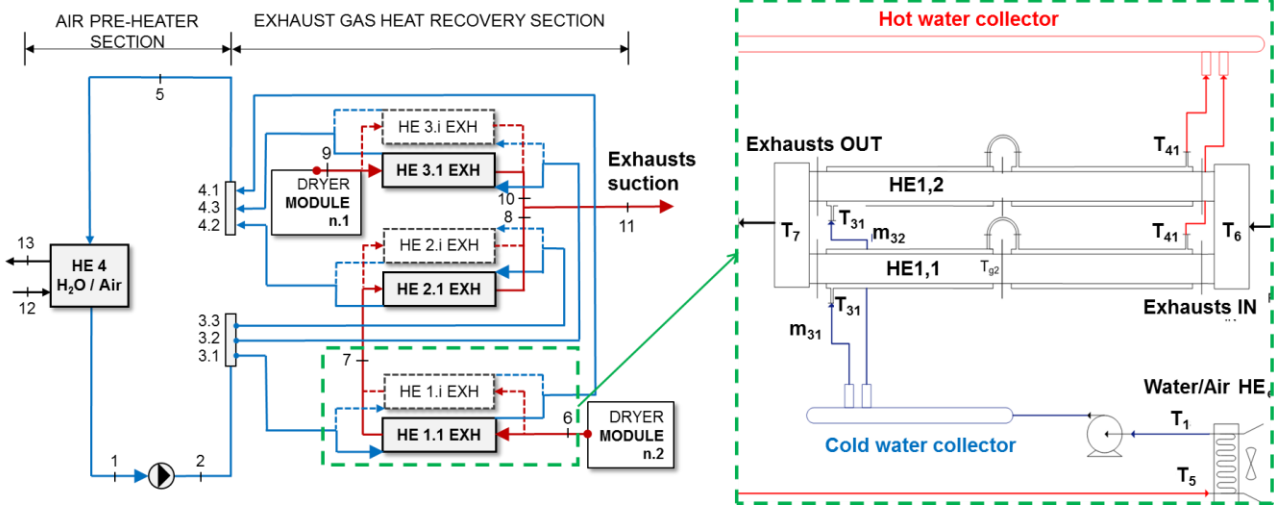 AIR PRE-HEATER
SECTION
EXHAUST GAS HEAT RECOVERY SECTION
5
HE 3.i EXH
9
HE 3.1 EXH
DRYER
MODULE
n.1
Exhausts
suction
4.1
4.3
4.2
10
8
11
13
HE 4
H₂O / Air
12
HE 2.i EXH
HE 2.1 EXH
3.3
3.2
3.1
7
HE 1.i EXH
6
HE 1.1 EXH
DRYER
MODULE
n.2
1
2
Hot water collector
Exhausts OUT
T₄₁
HE1,2
T₇
T₃₁
m₃₂
T₄₁
T₆
HE1,1
T_g2
T₃₁
Exhausts IN
m₃₁
Water/Air HE
T₁
Cold water collector
T₅